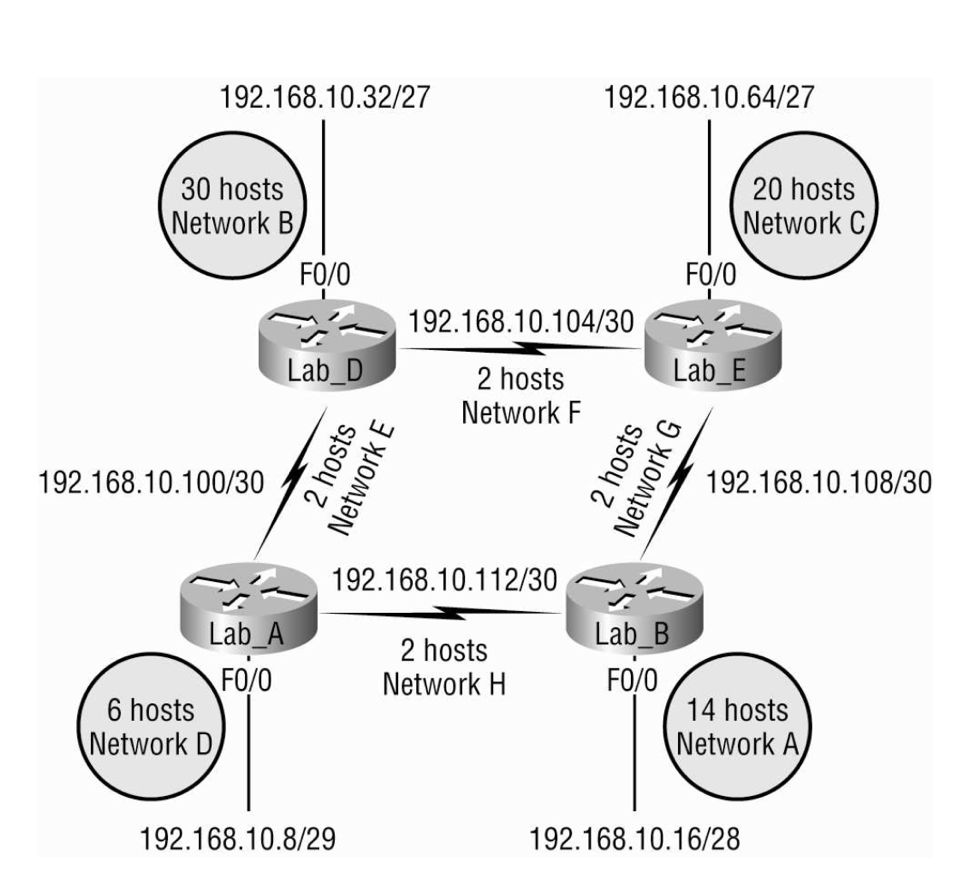 192.168.10.32/27
192.168.10.64/27
30 hosts
Network B
20 hosts
Network C
F0/0
F0/0
192.168.10.104/30
Lab_D
Lab_E
2 hosts
Network F
2 hosts
Network E
2 hosts
Network G
192.168.10.100/30
192.168.10.108/30
192.168.10.112/30
Lab_A
Lab_B
2 hosts
Network H
F0/0
F0/0
6 hosts
Network D
14 hosts
Network A
192.168.10.8/29
192.168.10.16/28